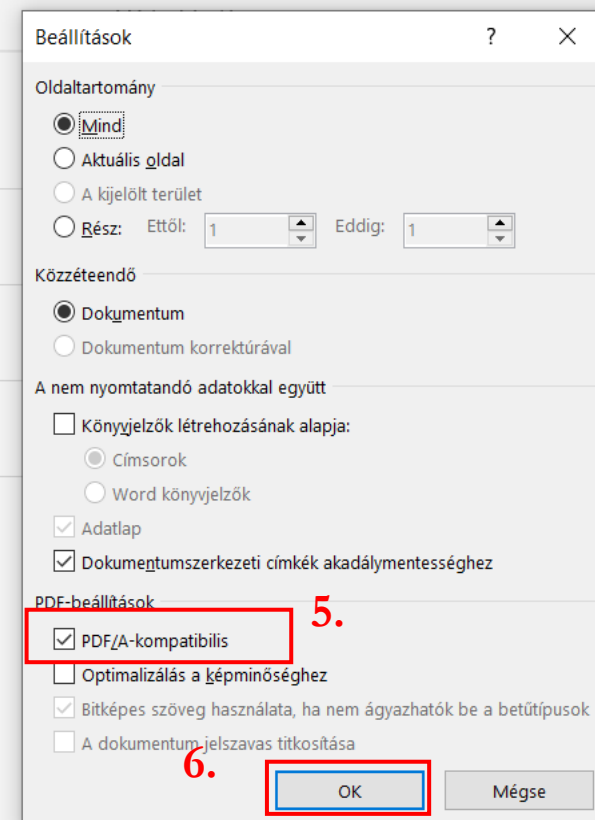 Beállítások ?
Oldaltartomány
Mind
Aktuális oldal
A kijelölt terület
Rész: Ettől: 1 Eddig: 1
Közzéteendő
Dokumentum
Dokumentum korrektúrával
A nem nyomtatandó adatokkal együtt
Könyvjelzők létrehozásának alapja:
Címsorok
Word könyvjelzők
Adatlap
Dokumentumszerkezeti címkék akadálymentességhez
PDF-beállítások
5.
PDF/A-kompatibilis
Optimalizálás a képminőséghez
Bitképes szöveg használata, ha nem ágyazhatók be a betűtípusok
A dokumentum jelszavas titkosítása
6.
OK Mégse